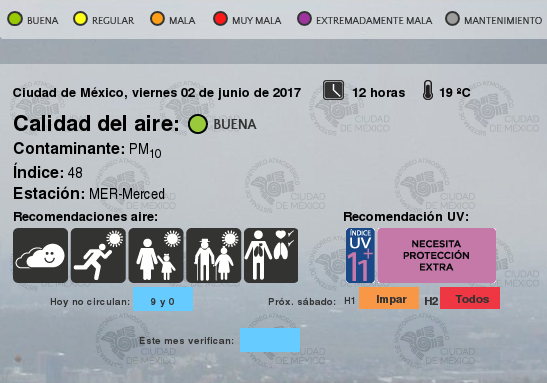 BUENA REGULAR MALA MUY MALA EXTREMADAMENTE MALA MANTENIMIENTO
Ciudad de México, viernes 02 de junio de 2017 12 horas 19 ºC
Calidad del aire: BUENA
Contaminante: PM10
Índice: 48
Estación: MER-Merced
Recomendaciones aire: Recomendación UV:
ÍNDICE
UV
11+
NECESITA
PROTECCIÓN
EXTRA
Hoy no circulan: 9 y 0 Próx. sábado: H1 Impar H2 Todos
Este mes verifican: